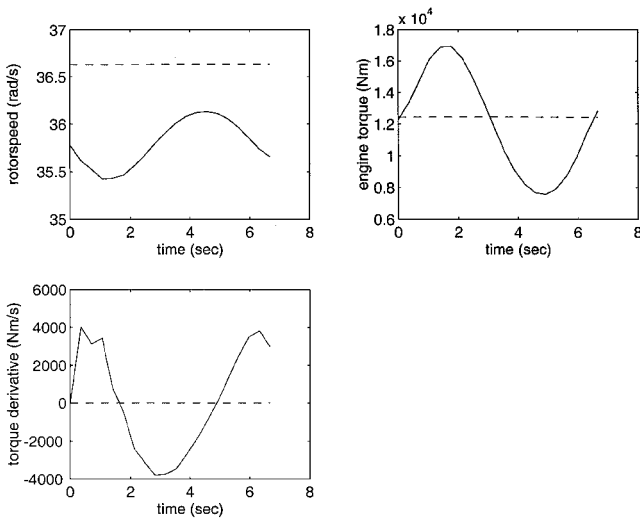 37
36.5
36
35.5
35
0 2 4 6 8
time (sec)
rotorspeed (rad/s)
x 10⁴
1.8
1.6
1.4
1.2
1
0.8
0.6
0 2 4 6 8
time (sec)
engine torque (Nm)
6000
4000
2000
0
-2000
-4000
0 2 4 6 8
time (sec)
torque derivative (Nm/s)